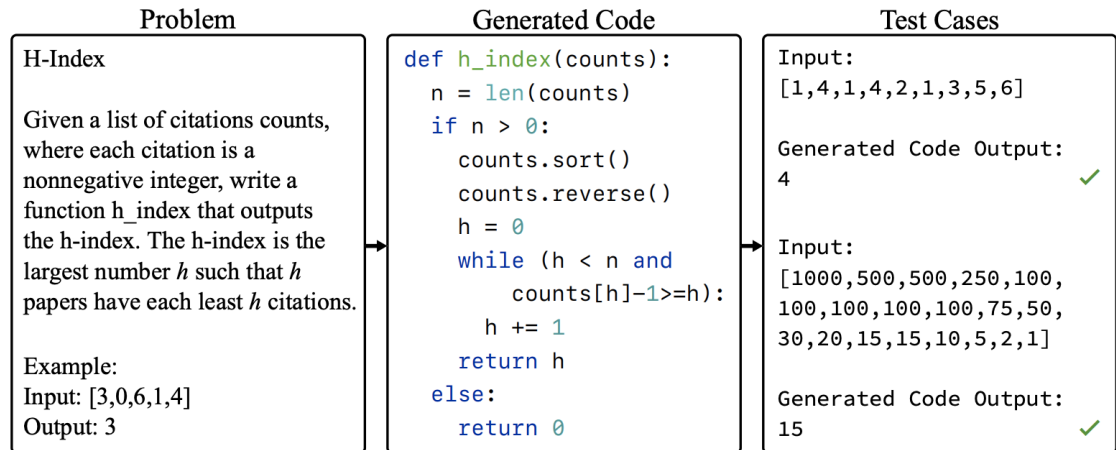 Problem
H-Index
Given a list of citations counts,
where each citation is a
nonnegative integer, write a
function h_index that outputs
the h-index. The h-index is the
largest number h such that h
papers have each least h citations.
Example:
Input: [3,0,6,1,4]
Output: 3
Generated Code
def h_index(counts):
  n = len(counts)
  if n > 0:
    counts.sort()
    counts.reverse()
    h = 0
    while (h < n and
        counts[h]-1>=h):
      h += 1
    return h
  else:
    return 0
Test Cases
Input:
[1,4,1,4,2,1,3,5,6]
Generated Code Output:
4
Input:
[1000,500,500,250,100,
100,100,100,100,75,50,
30,20,15,15,10,5,2,1]
Generated Code Output:
15